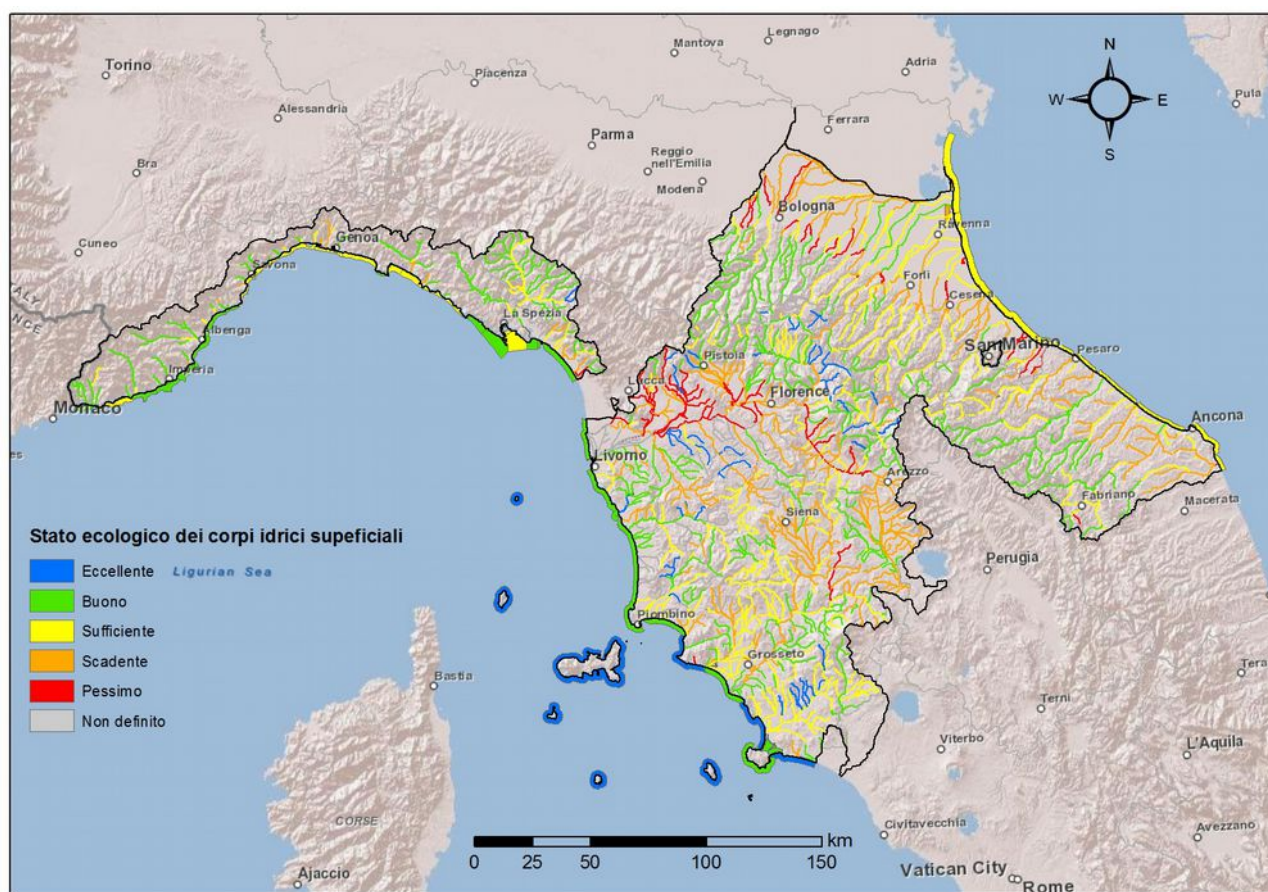 Legnago
Mantova
Torino
Adria
Piacenza
N
Pula
W
E
Alessandria
S
Ferrara
Parma
Reggio
nell'Emilia
Bra
Modena
Bologna
Ravenna
Cuneo
Genoa
Savona
Forlì
ITALY
FRANCE
Cesena
La Spezia
Albenga
San Marino
Pesaro
Pistoia
Imperia
Lucca
Florence
Monaco
Ancona
Livorno
Arezzo
Fabriano
Macerata
Siena
Stato ecologico dei corpi idrici supeficiali
Perugia
Eccellente
Ligurian Sea
Buono
Piombino
Sufficiente
Scadente
Grosseto
Bastia
Tera
Pessimo
Terni
Non definito
Viterbo
L'Aquila
CORSE
km
Civitavecchia
Avezzano
0 25 50 100 150
Vatican City
Ajaccio
Rome